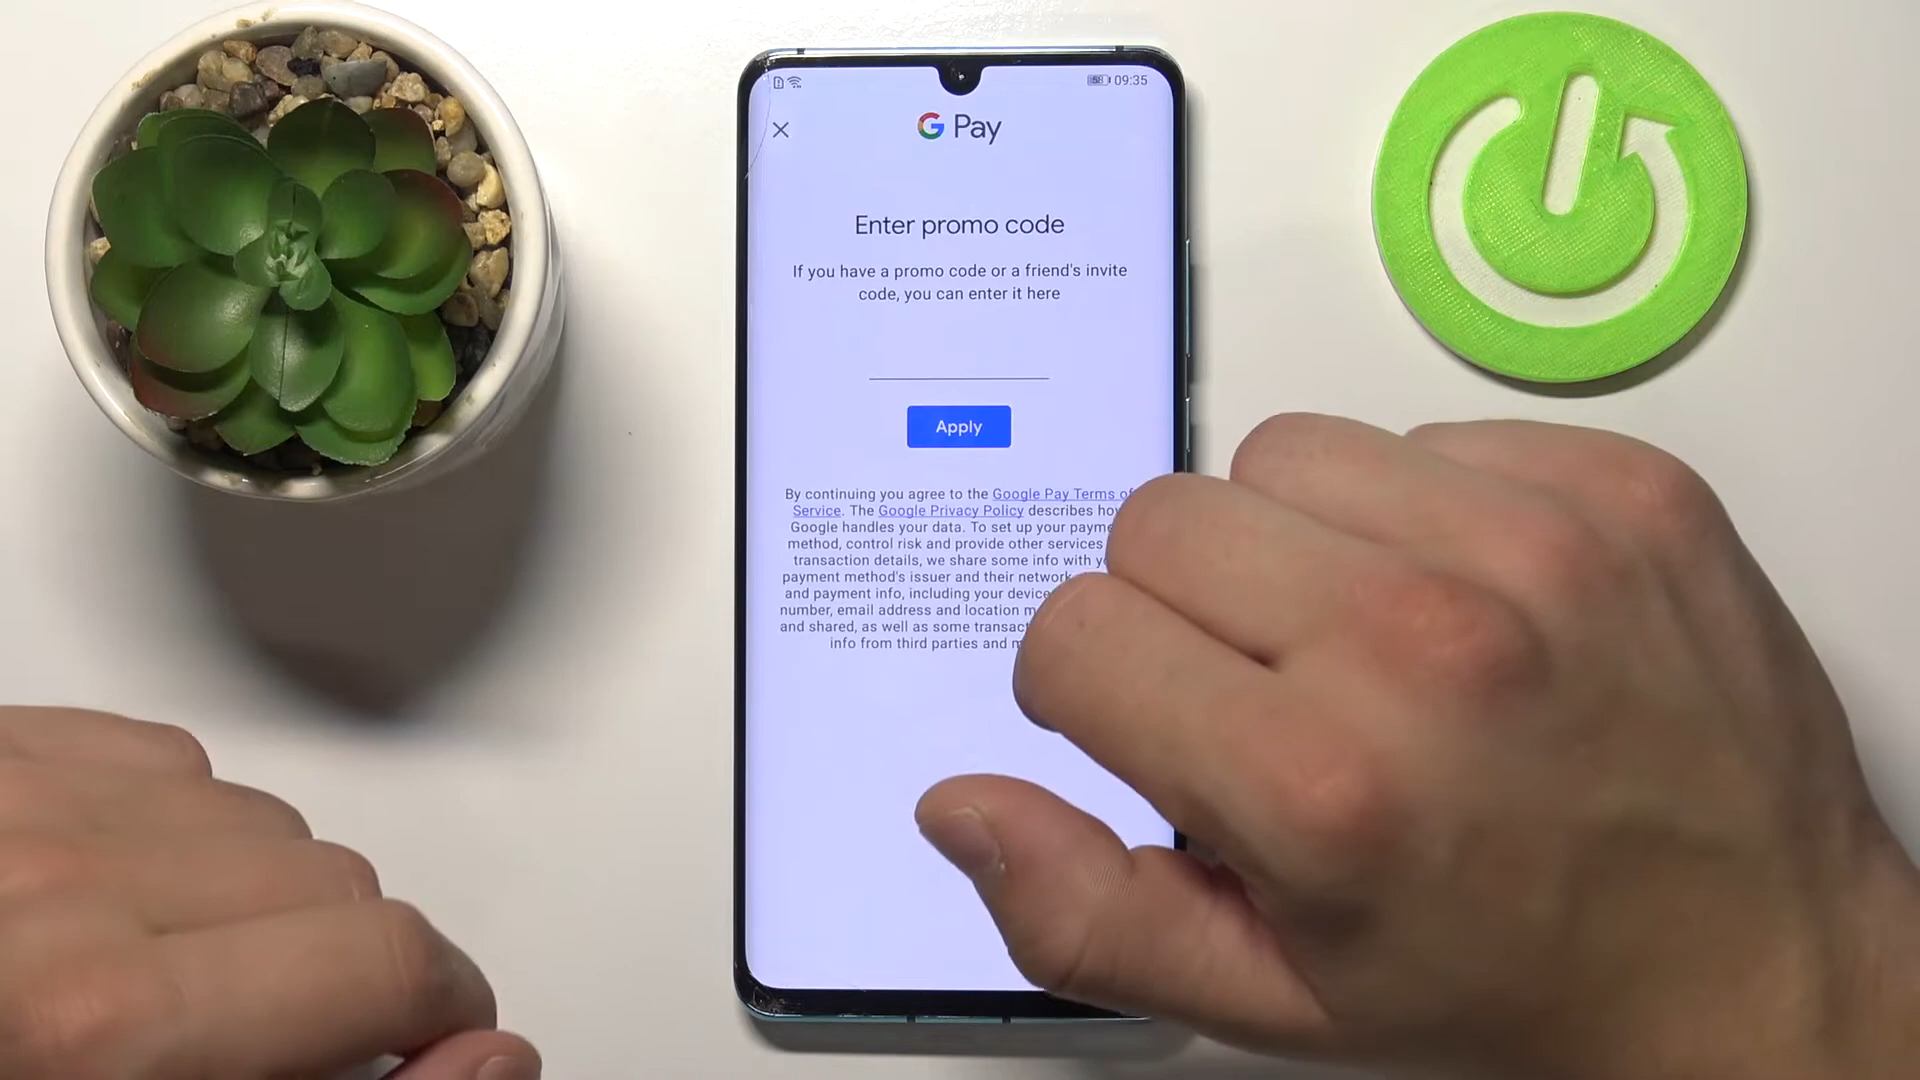 58 09:35
G Pay
Enter promo code
If you have a promo code or a friend's invite
code, you can enter it here
Apply
By continuing you agree to the Google Pay Terms of
Service. The Google Privacy Policy describes how
Google handles your data. To set up your
method, control risk and provide other services
transaction details, we share some info with
payment method's issuer and their network
and payment info, including your device
number, email address and location
and shared, as well as some
info from third parties and